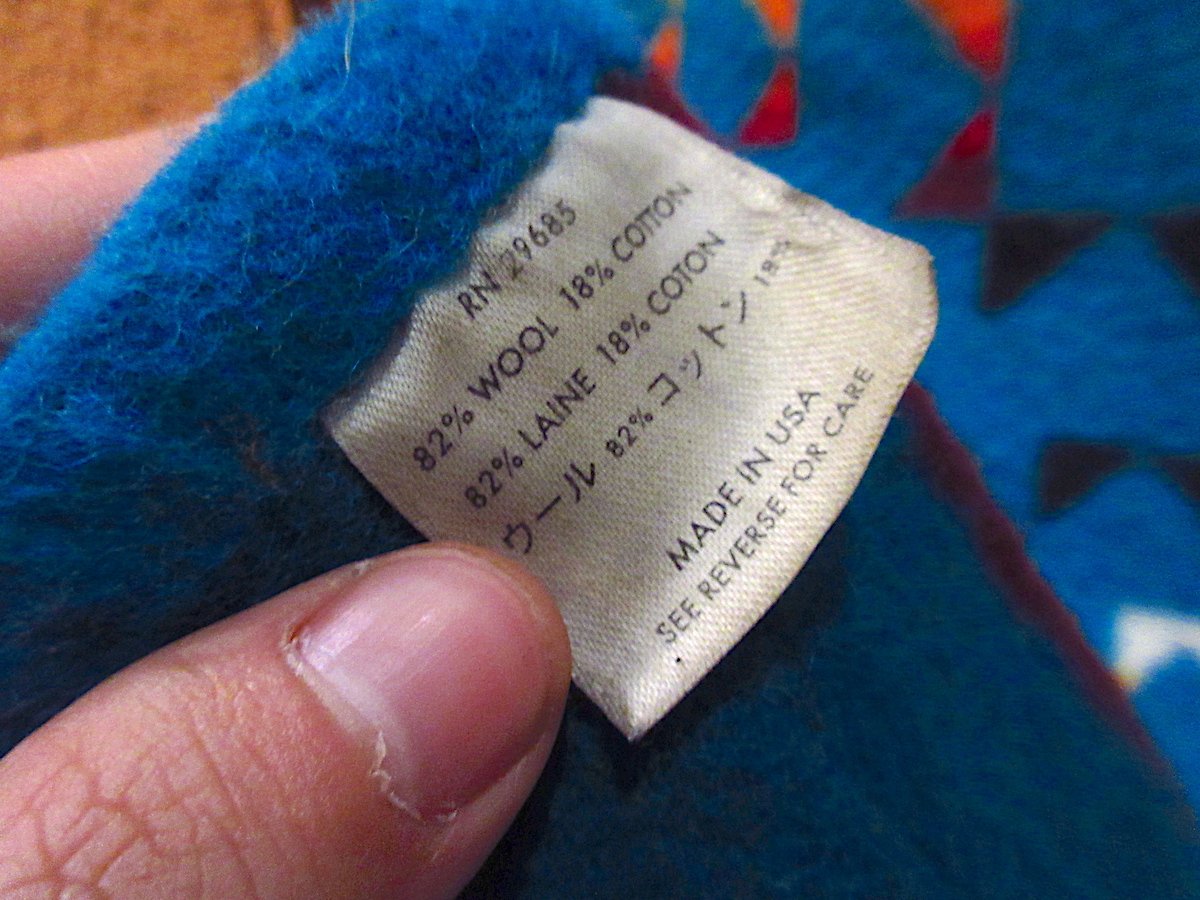 RN 29685
82% WOOL 18% COTTON
82% LAINE 18% COTON
ウール 82% コットン 18%
MADE IN USA
SEE REVERSE FOR CARE